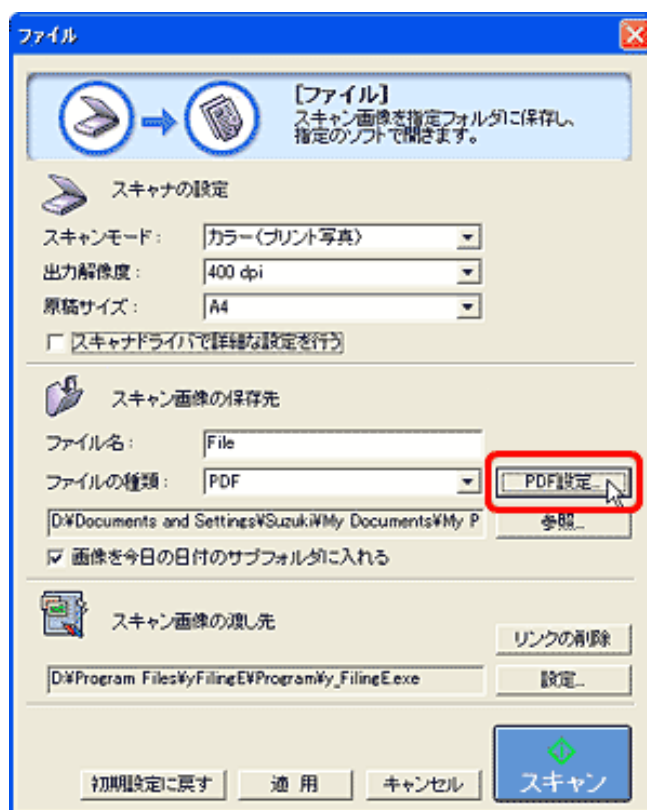 ファイル
[ファイル]
スキャン画像を指定フォルダに保存し、
指定のソフトで開きます。
スキャナの設定
スキャンモード： カラー(プリント写真)
出力解像度： 400 dpi
原稿サイズ： A4
スキャナドライバで詳細な設定を行う
スキャン画像の保存先
ファイル名： File
ファイルの種類： PDF PDF設定...
D:¥Documents and Settings¥Suzuki¥My Documents¥My P 参照...
画像を今日の日付のサブフォルダに入れる
スキャン画像の渡し先
リンクの削除
D:¥Program Files¥yFilingE¥Program¥y_FilingE.exe 設定...
初期設定に戻す 適用 キャンセル スキャン